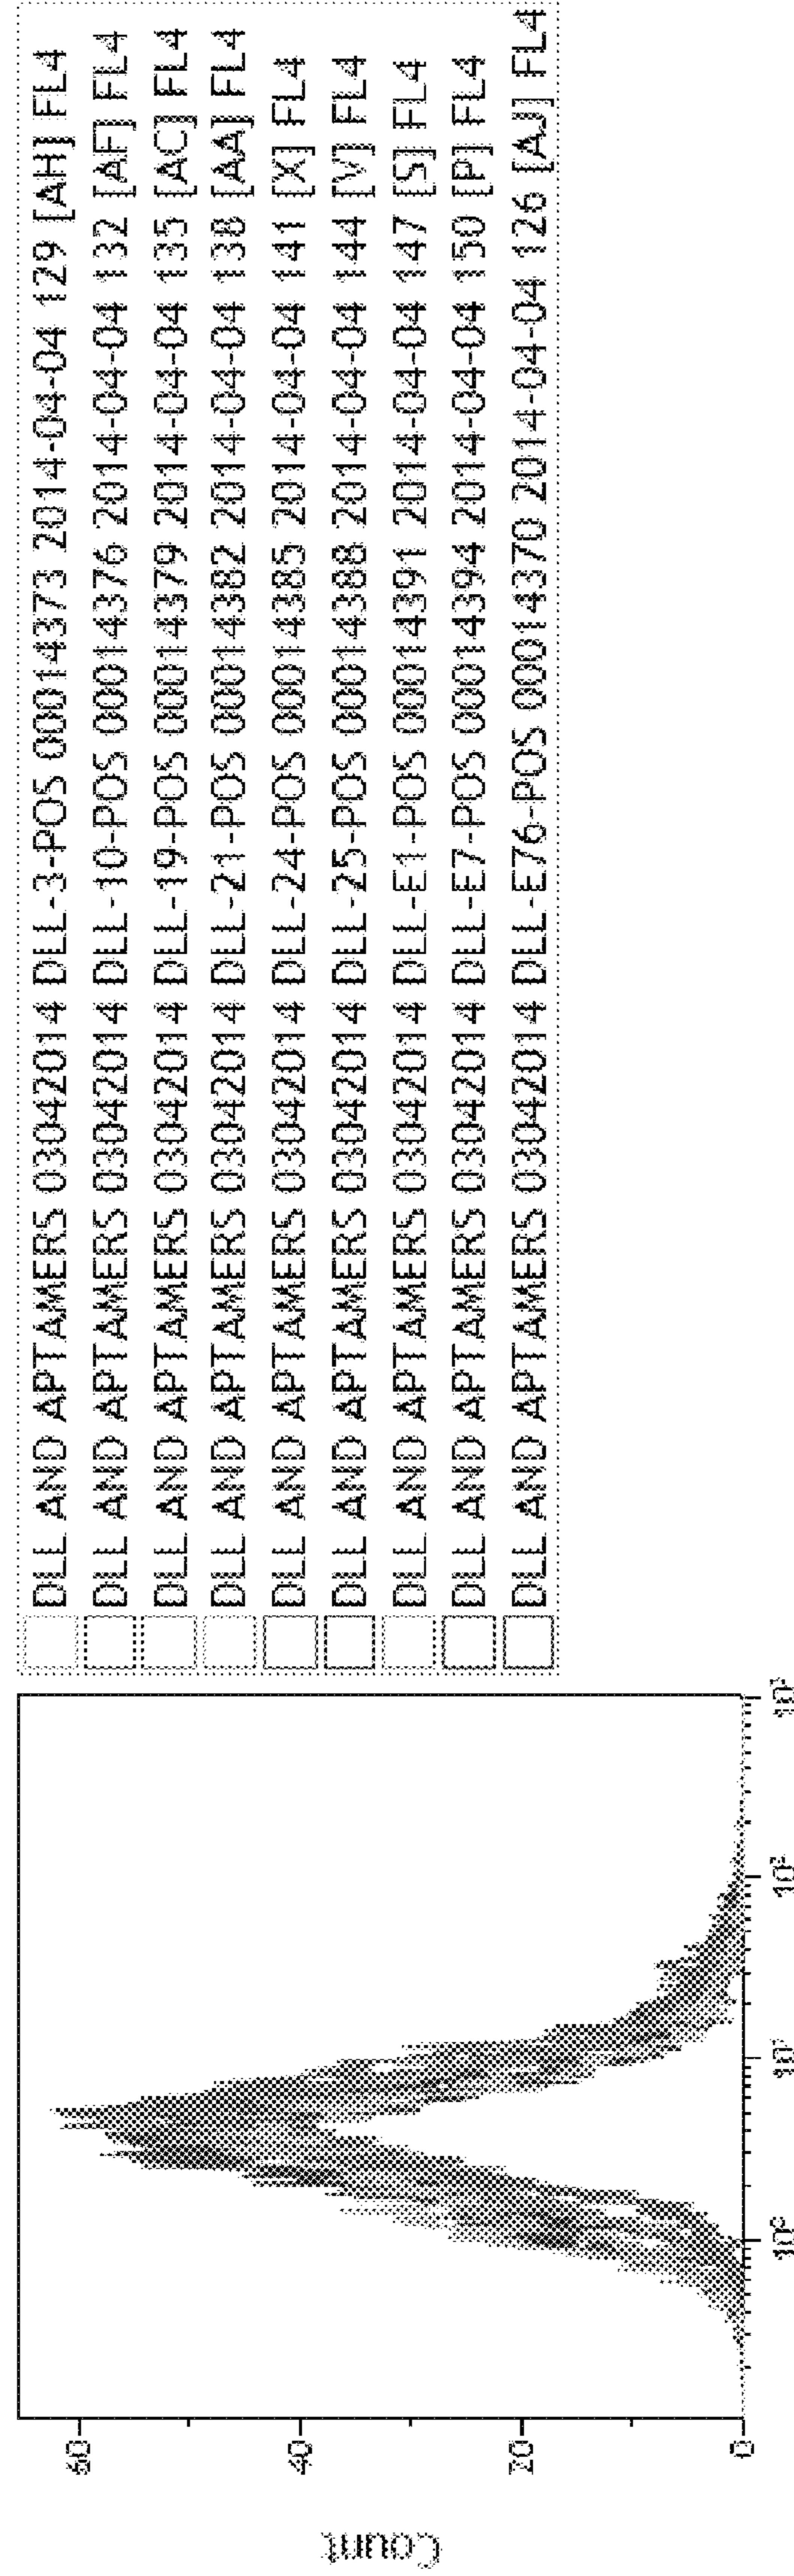 Count
60
40
20
0
10⁰
10¹
10²
10³
DLL AND APTAMERS 03042014 DLL-3-POS 00014373 2014-04-04 129 [AH] FL4
DLL AND APTAMERS 03042014 DLL-10-POS 00014376 2014-04-04 132 [AF] FL4
DLL AND APTAMERS 03042014 DLL-19-POS 00014379 2014-04-04 135 [AC] FL4
DLL AND APTAMERS 03042014 DLL-21-POS 00014382 2014-04-04 138 [AA] FL4
DLL AND APTAMERS 03042014 DLL-24-POS 00014385 2014-04-04 141 [X] FL4
DLL AND APTAMERS 03042014 DLL-25-POS 00014388 2014-04-04 144 [V] FL4
DLL AND APTAMERS 03042014 DLL-E1-POS 00014391 2014-04-04 147 [S] FL4
DLL AND APTAMERS 03042014 DLL-E7-POS 00014394 2014-04-04 150 [P] FL4
DLL AND APTAMERS 03042014 DLL-E76-POS 00014370 2014-04-04 126 [AJ] FL4